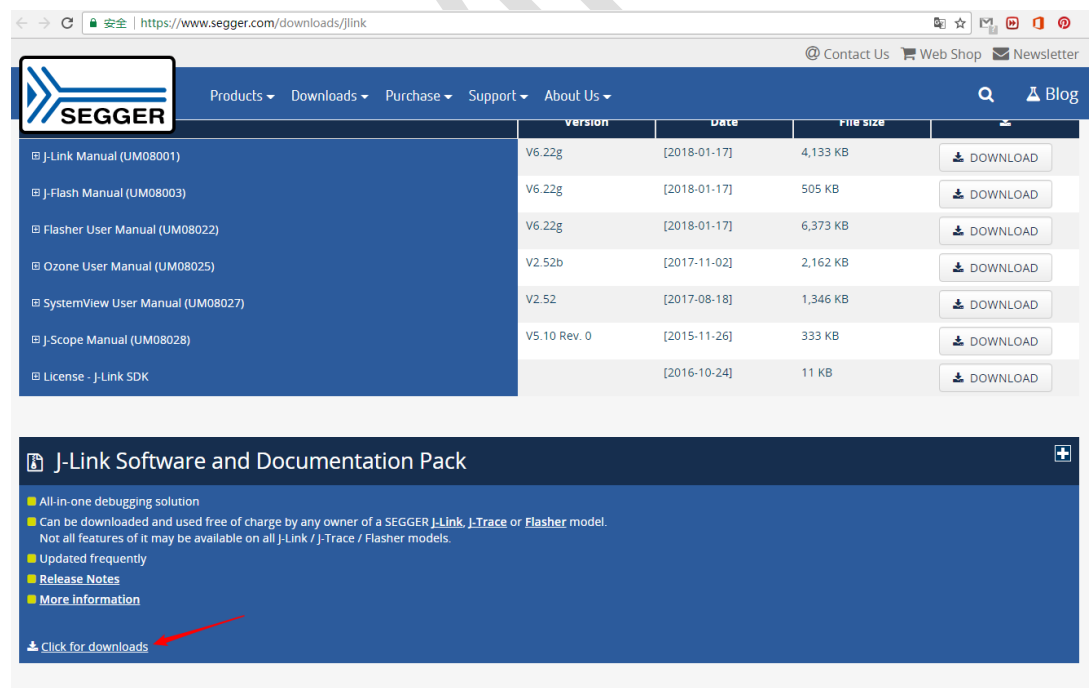 安全 | https://www.segger.com/downloads/jlink
@ Contact Us Web Shop Newsletter
SEGGER
Products Downloads Purchase Support About Us Blog
Version Date File size
J-Link Manual (UM08001) V6.22g [2018-01-17] 4,133 KB DOWNLOAD
J-Flash Manual (UM08003) V6.22g [2018-01-17] 505 KB DOWNLOAD
Flasher User Manual (UM08022) V6.22g [2018-01-17] 6,373 KB DOWNLOAD
Ozone User Manual (UM08025) V2.52b [2017-11-02] 2,162 KB DOWNLOAD
SystemView User Manual (UM08027) V2.52 [2017-08-18] 1,346 KB DOWNLOAD
J-Scope Manual (UM08028) V5.10 Rev. 0 [2015-11-26] 333 KB DOWNLOAD
License - J-Link SDK [2016-10-24] 11 KB DOWNLOAD
J-Link Software and Documentation Pack
All-in-one debugging solution
Can be downloaded and used free of charge by any owner of a SEGGER J-Link, J-Trace or Flasher model.
Not all features of it may be available on all J-Link / J-Trace / Flasher models.
Updated frequently
Release Notes
More information
Click for downloads